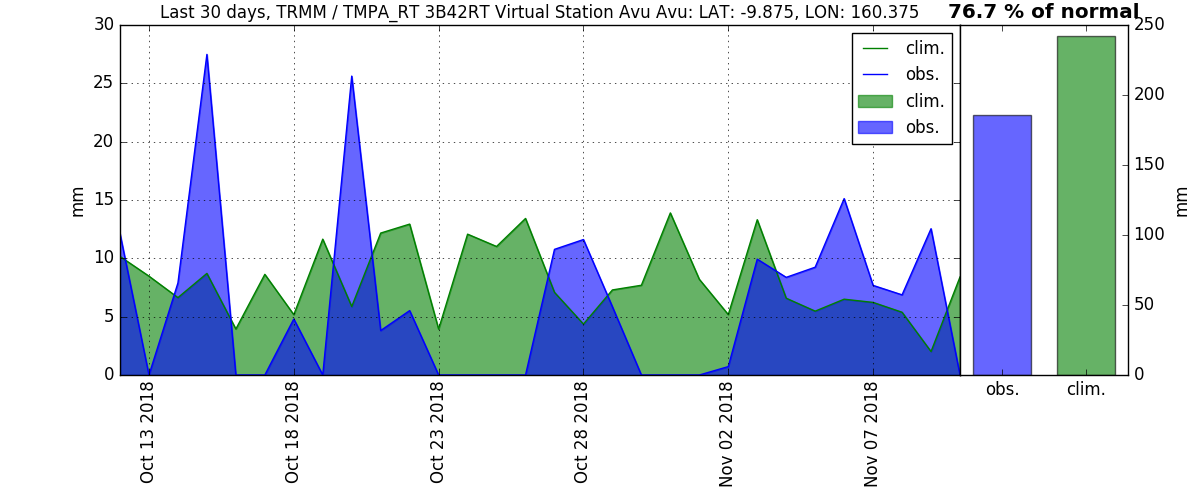 Last 30 days, TRMM / TMPA_RT 3B42RT Virtual Station Avu Avu: LAT: -9.875, LON: 160.375
76.7 % of normal
30
25
20
15
10
5
0
mm
clim.
obs.
clim.
obs.
Oct 13 2018
Oct 18 2018
Oct 23 2018
Oct 28 2018
Nov 02 2018
Nov 07 2018
250
200
150
100
50
0
mm
obs.
clim.